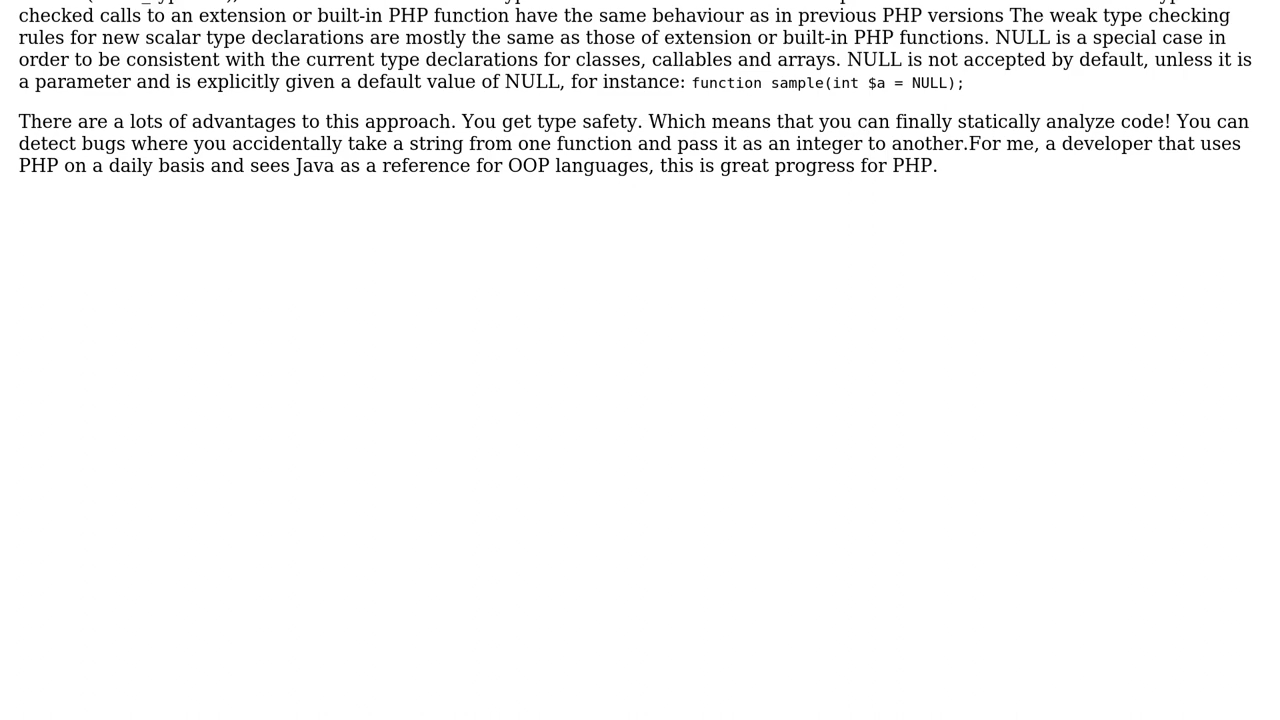 checked calls to an extension or built-in PHP function have the same behaviour as in previous PHP versions The weak type checking
rules for new scalar type declarations are mostly the same as those of extension or built-in PHP functions. NULL is a special case in
order to be consistent with the current type declarations for classes, callables and arrays. NULL is not accepted by default, unless it is
a parameter and is explicitly given a default value of NULL, for instance: function sample(int $a = NULL);
There are a lots of advantages to this approach. You get type safety. Which means that you can finally statically analyze code! You can
detect bugs where you accidentally take a string from one function and pass it as an integer to another.For me, a developer that uses
PHP on a daily basis and sees Java as a reference for OOP languages, this is great progress for PHP.